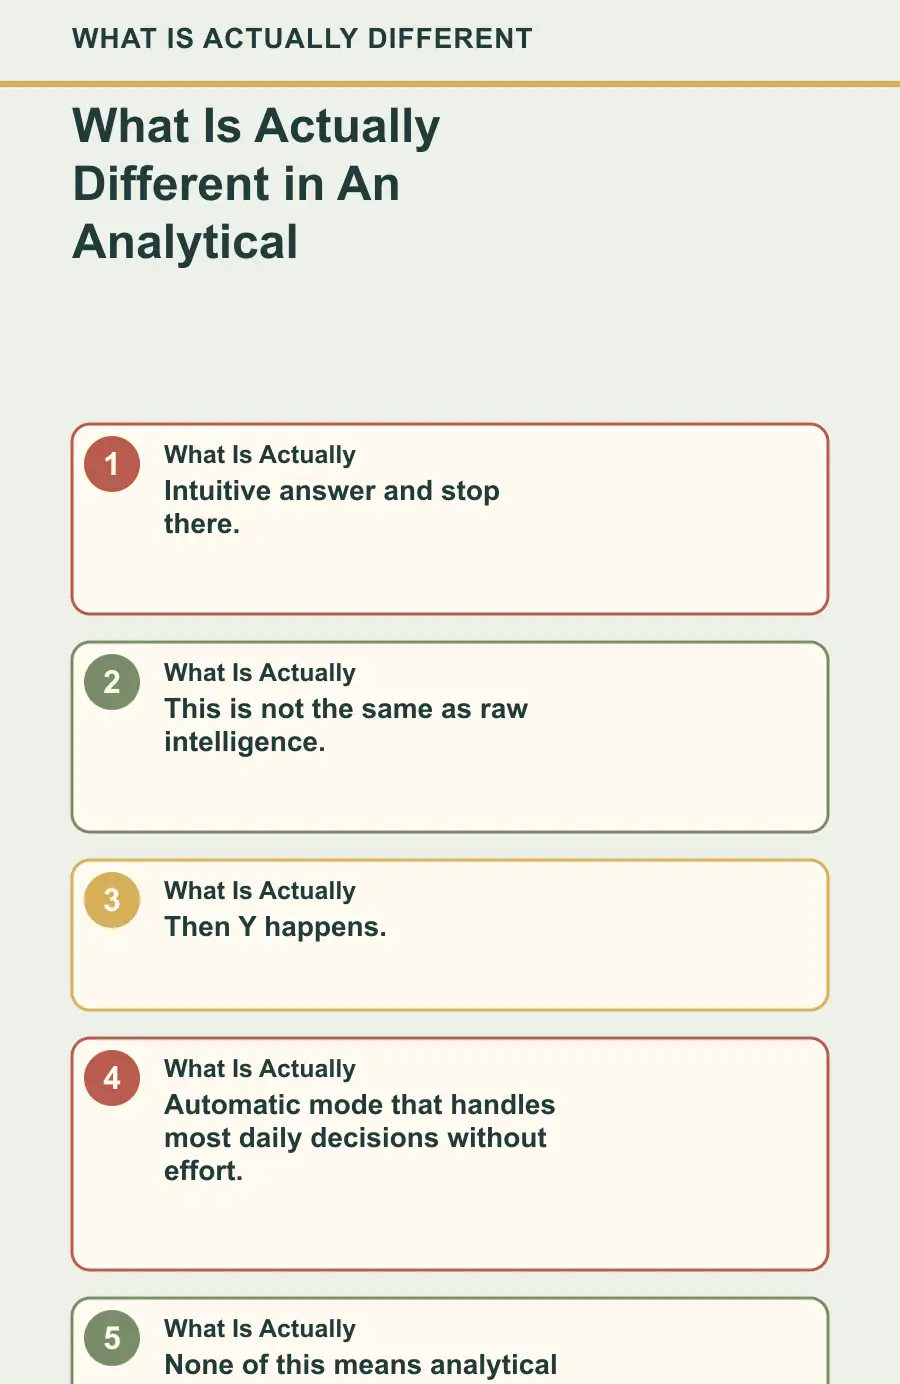 WHAT IS ACTUALLY DIFFERENT
What Is Actually
Different in An
Analytical
1
What Is Actually
Intuitive answer and stop
there.
2
What Is Actually
This is not the same as raw
intelligence.
3
What Is Actually
Then Y happens.
4
What Is Actually
Automatic mode that handles
most daily decisions without
effort.
5
What Is Actually
None of this means analytical